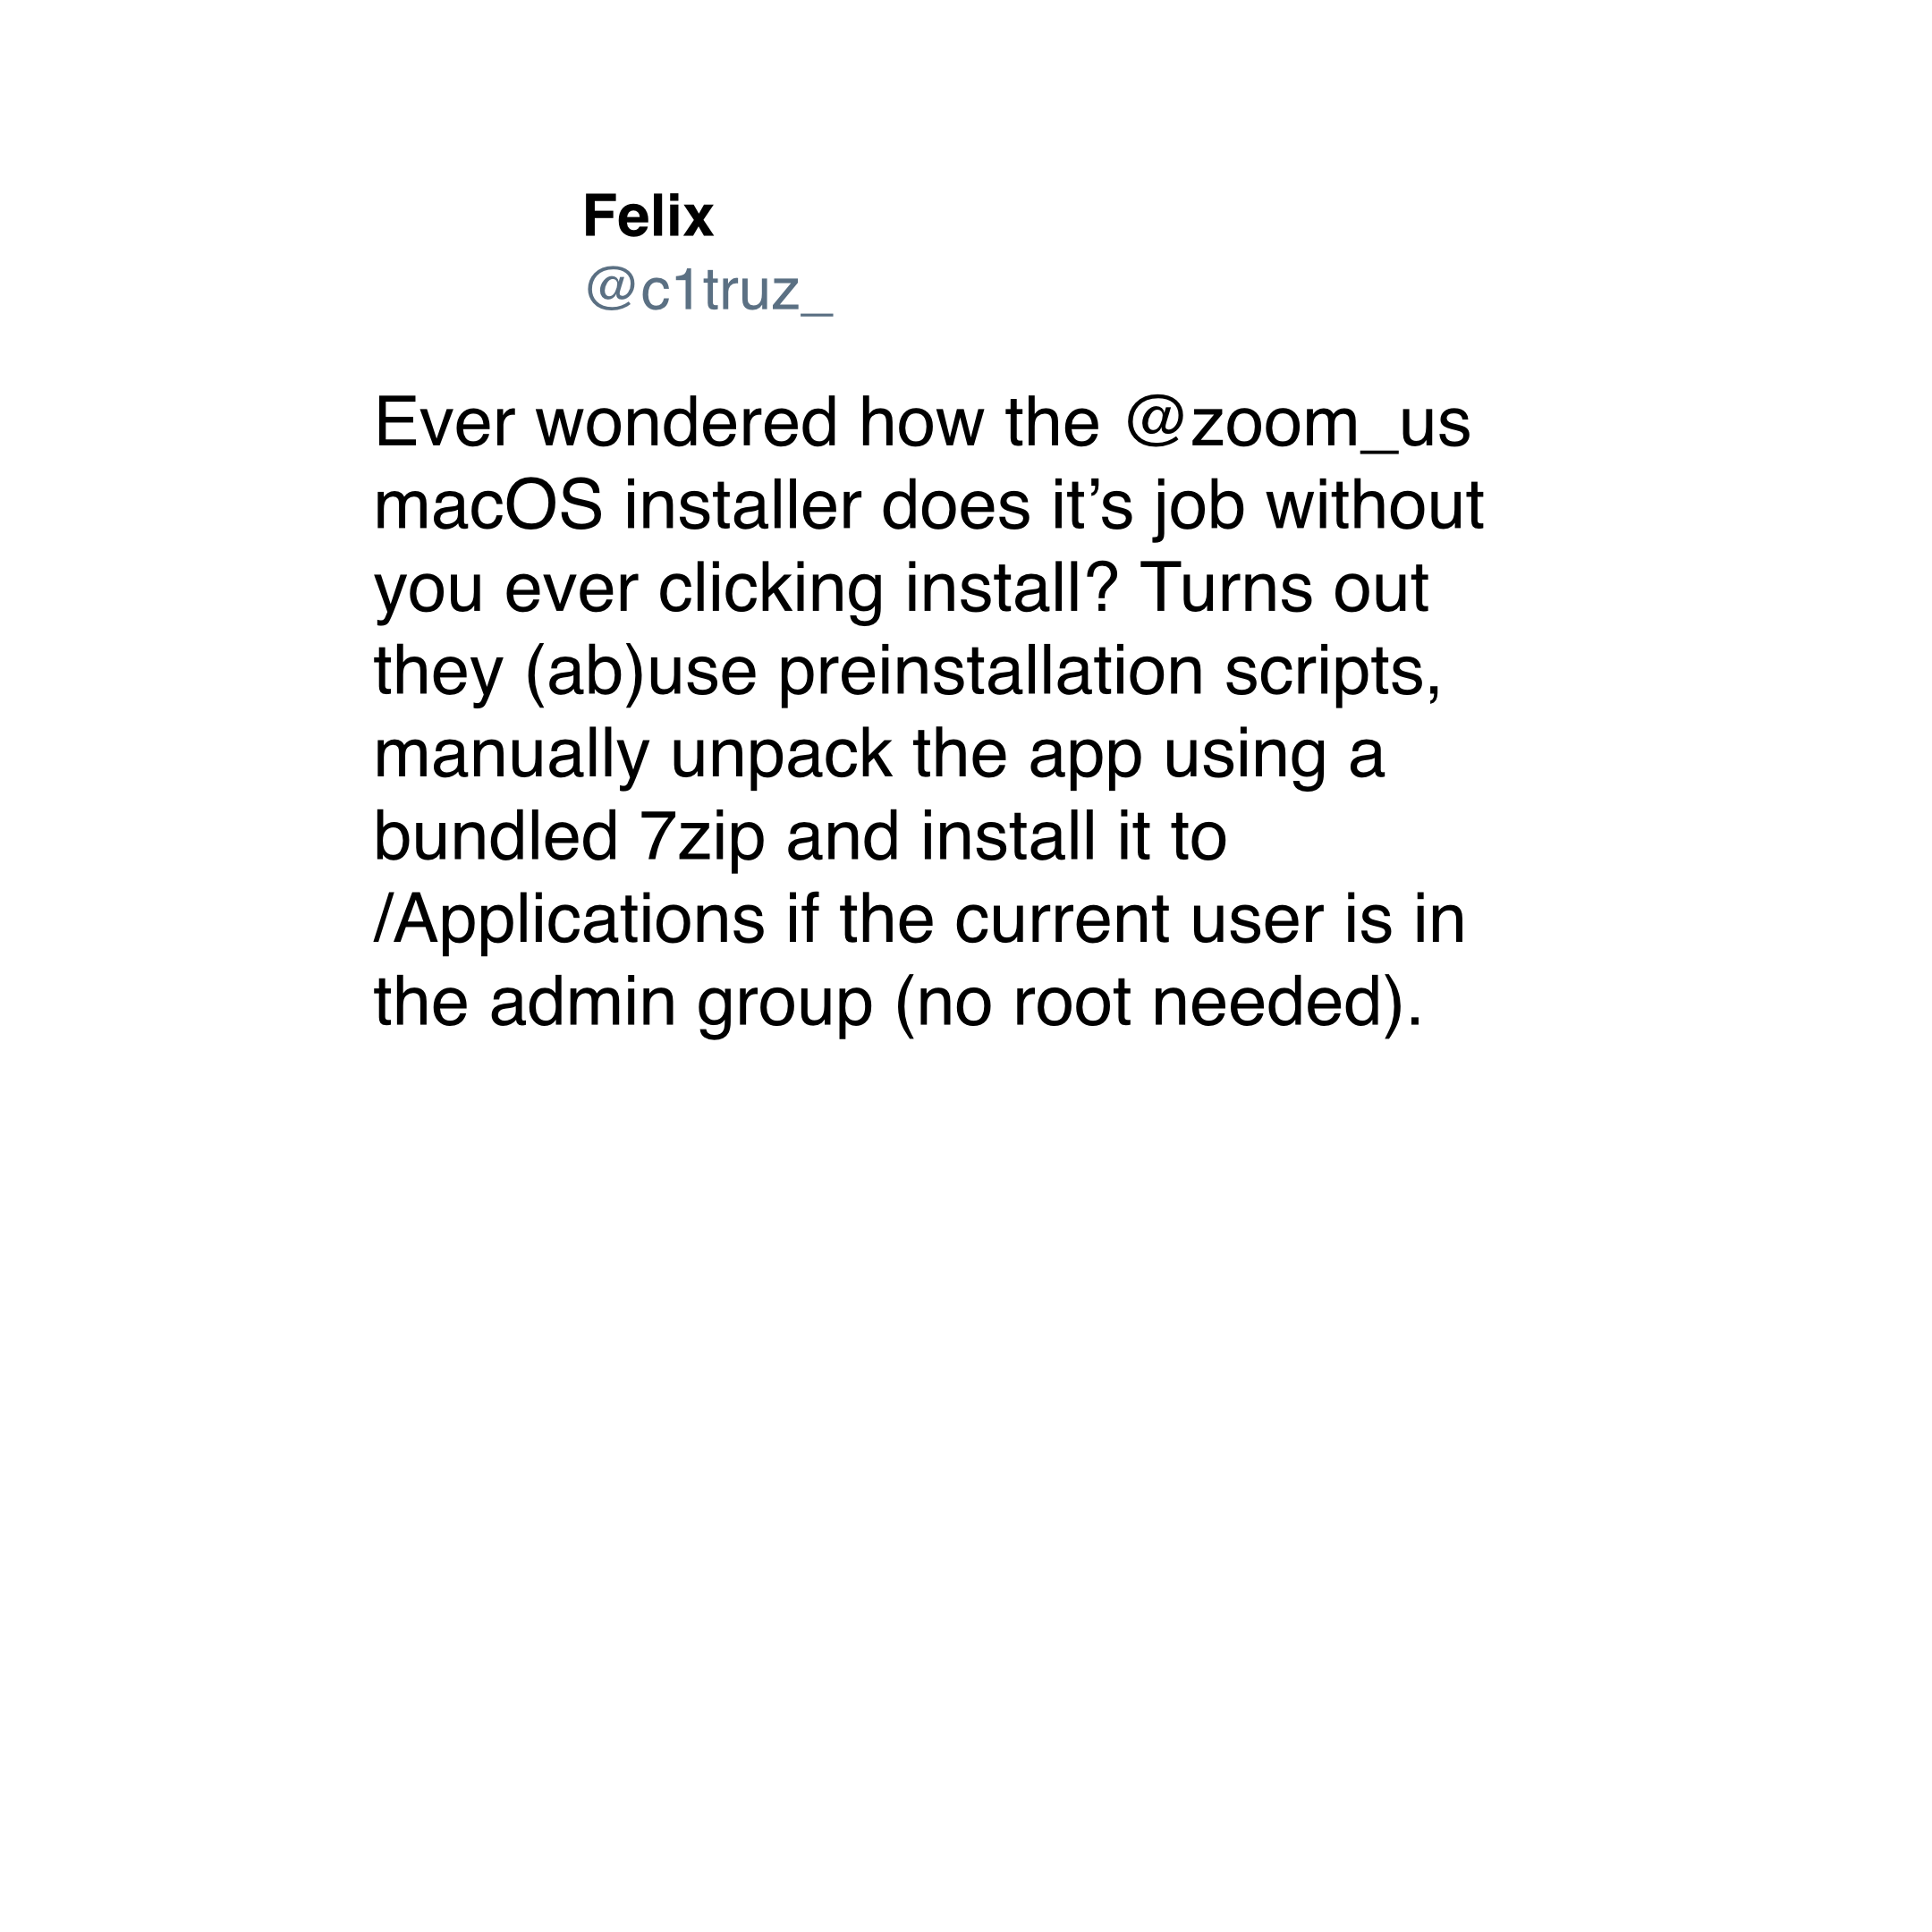 Felix
@c1truz_
Ever wondered how the @zoom_us
macOS installer does it’s job without
you ever clicking install? Turns out
they (ab)use preinstallation scripts,
manually unpack the app using a
bundled 7zip and install it to
/Applications if the current user is in
the admin group (no root needed).